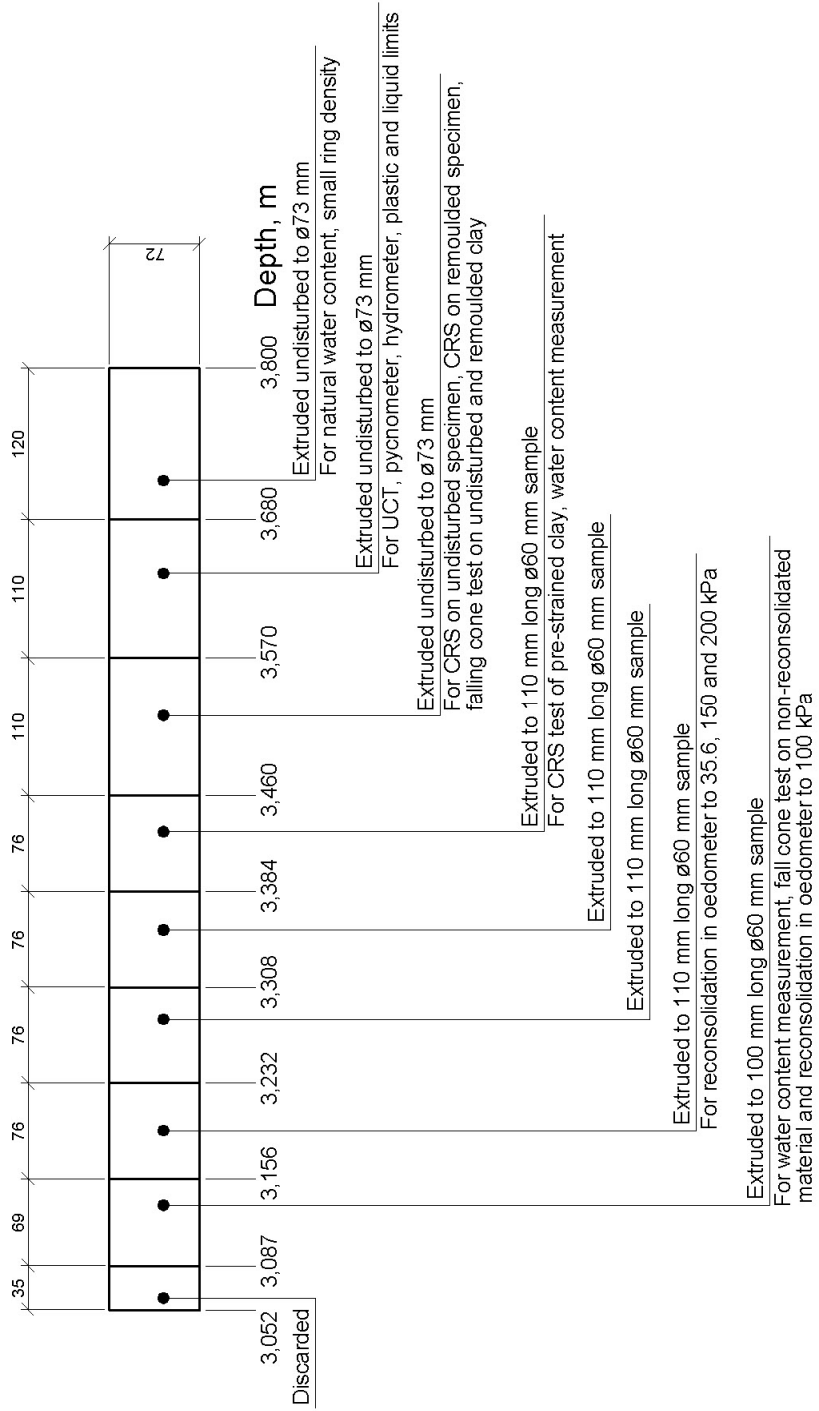 35 69 76 76 76 76 110 110 120
72
3,052 3,087 3,156 3,232 3,308 3,384 3,460 3,570 3,680 3,800 Depth, m
Discarded
Extruded undisturbed to ø73 mm
For natural water content, small ring density
Extruded undisturbed to ø73 mm
For UCT, pycnometer, hydrometer, plastic and liquid limits
Extruded undisturbed to ø73 mm
For CRS on undisturbed specimen, CRS on remoulded specimen,
falling cone test on undisturbed and remoulded clay
Extruded to 110 mm long ø60 mm sample
For CRS test of pre-strained clay, water content measurement
Extruded to 110 mm long ø60 mm sample
Extruded to 110 mm long ø60 mm sample
Extruded to 110 mm long ø60 mm sample
For reconsolidation in oedometer to 35.6, 150 and 200 kPa
Extruded to 100 mm long ø60 mm sample
For water content measurement, fall cone test on non-reconsolidated
material and reconsolidation in oedometer to 100 kPa